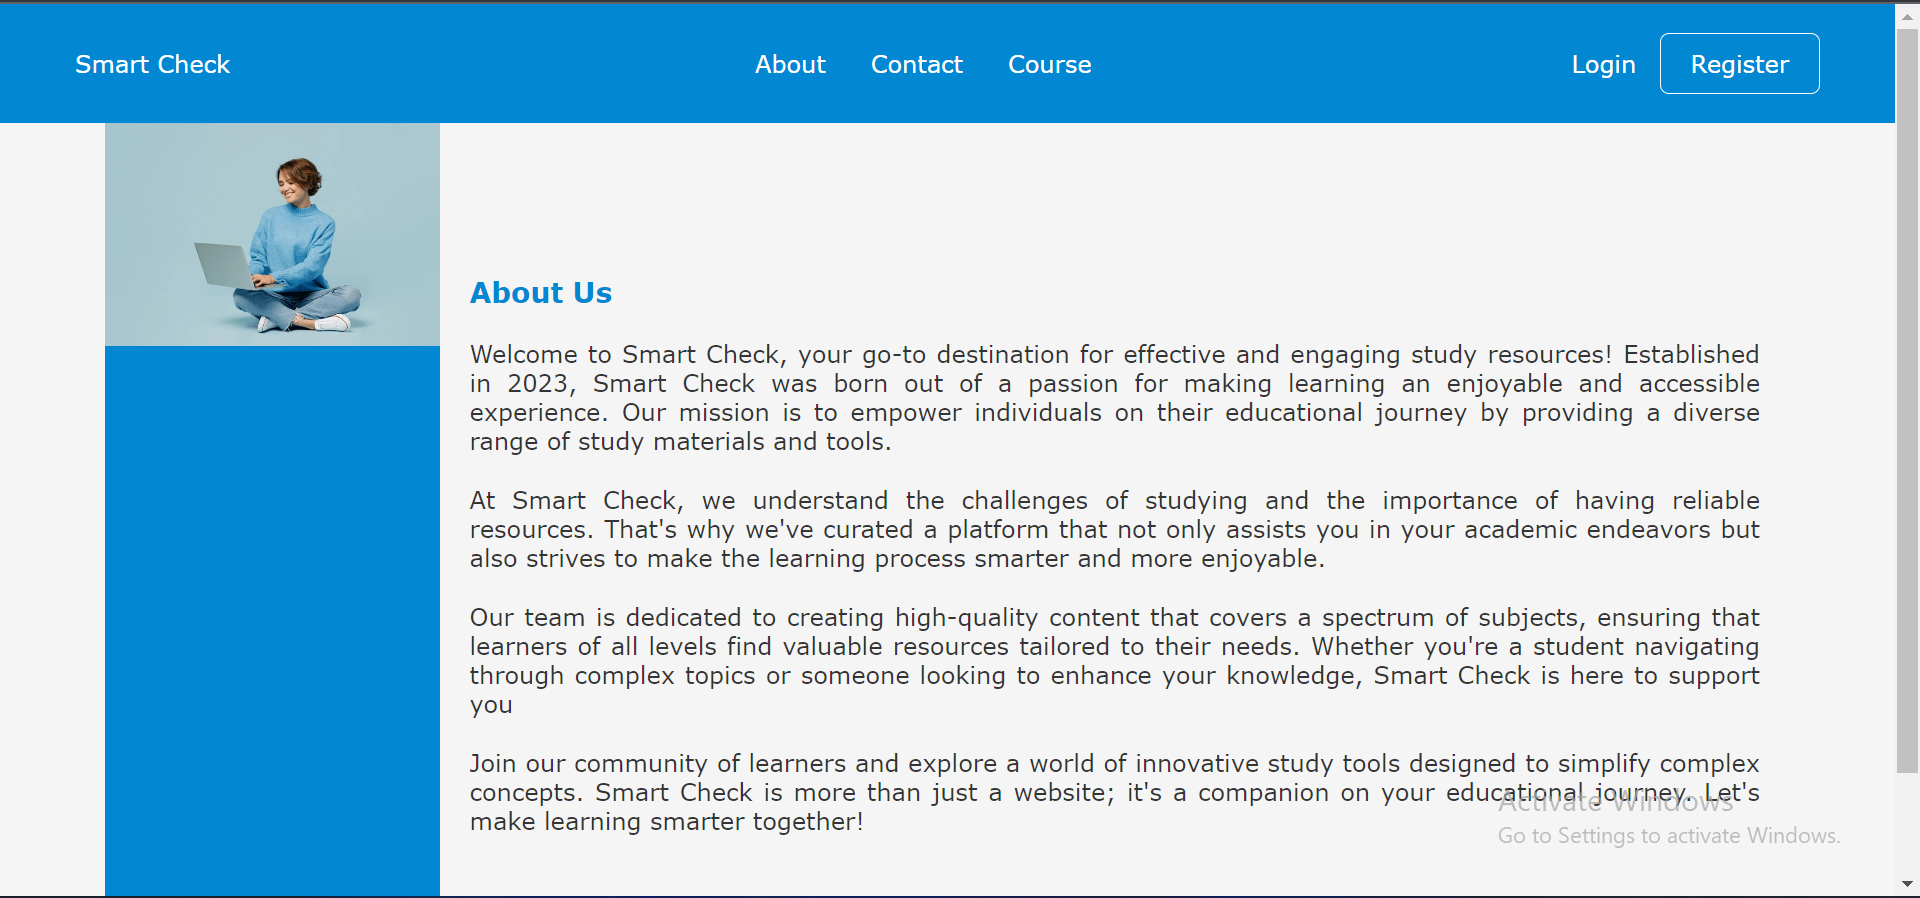 Smart Check
About Contact Course
Login Register
About Us
Welcome to Smart Check, your go-to destination for effective and engaging study resources! Established
in 2023, Smart Check was born out of a passion for making learning an enjoyable and accessible
experience. Our mission is to empower individuals on their educational journey by providing a diverse
range of study materials and tools.
At Smart Check, we understand the challenges of studying and the importance of having reliable
resources. That's why we've curated a platform that not only assists you in your academic endeavors but
also strives to make the learning process smarter and more enjoyable.
Our team is dedicated to creating high-quality content that covers a spectrum of subjects, ensuring that
learners of all levels find valuable resources tailored to their needs. Whether you're a student navigating
through complex topics or someone looking to enhance your knowledge, Smart Check is here to support
you
Join our community of learners and explore a world of innovative study tools designed to simplify complex
concepts. Smart Check is more than just a website; it's a companion on your educational journey. Let's
make learning smarter together!
Activate Windows
Go to Settings to activate Windows.